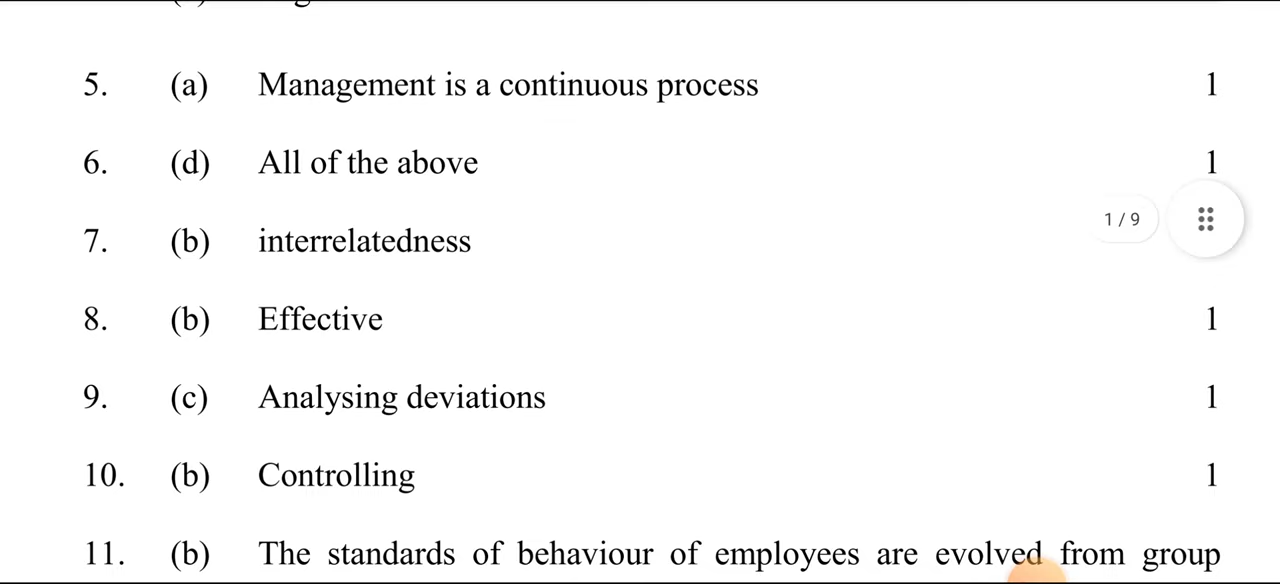 5. (a) Management is a continuous process 1
6. (d) All of the above 1
1 / 9
7. (b) interrelatedness
8. (b) Effective 1
9. (c) Analysing deviations 1
10. (b) Controlling 1
11. (b) The standards of behaviour of employees are evolved from group